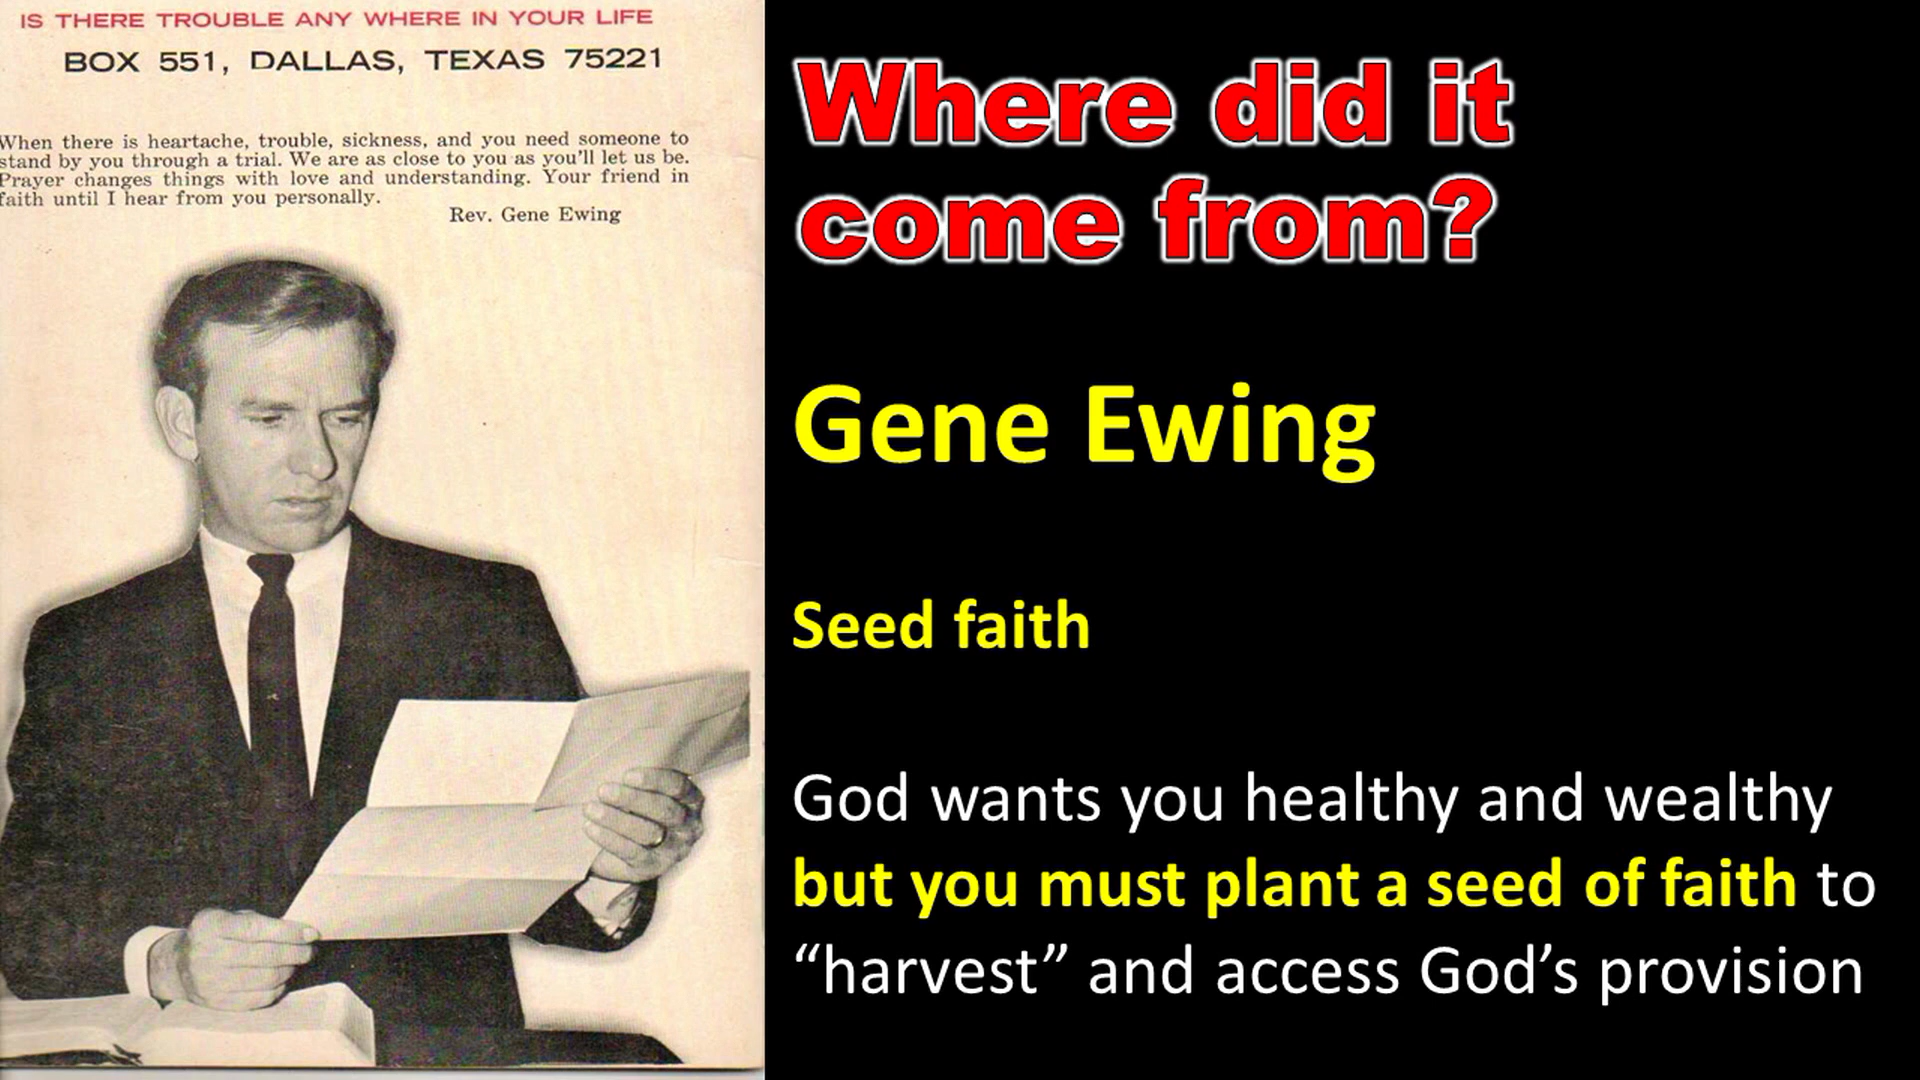 IS THERE TROUBLE ANY WHERE IN YOUR LIFE
BOX 551, DALLAS, TEXAS 75221
When there is heartache, trouble, sickness, and you need someone to
stand by you through a trial. We are as close to you as you'll let us be.
Prayer changes things with love and understanding. Your friend in
faith until I hear from you personally.
Rev. Gene Ewing
Where did it
come from?
Gene Ewing
Seed faith
God wants you healthy and wealthy
but you must plant a seed of faith to
“harvest” and access God’s provision